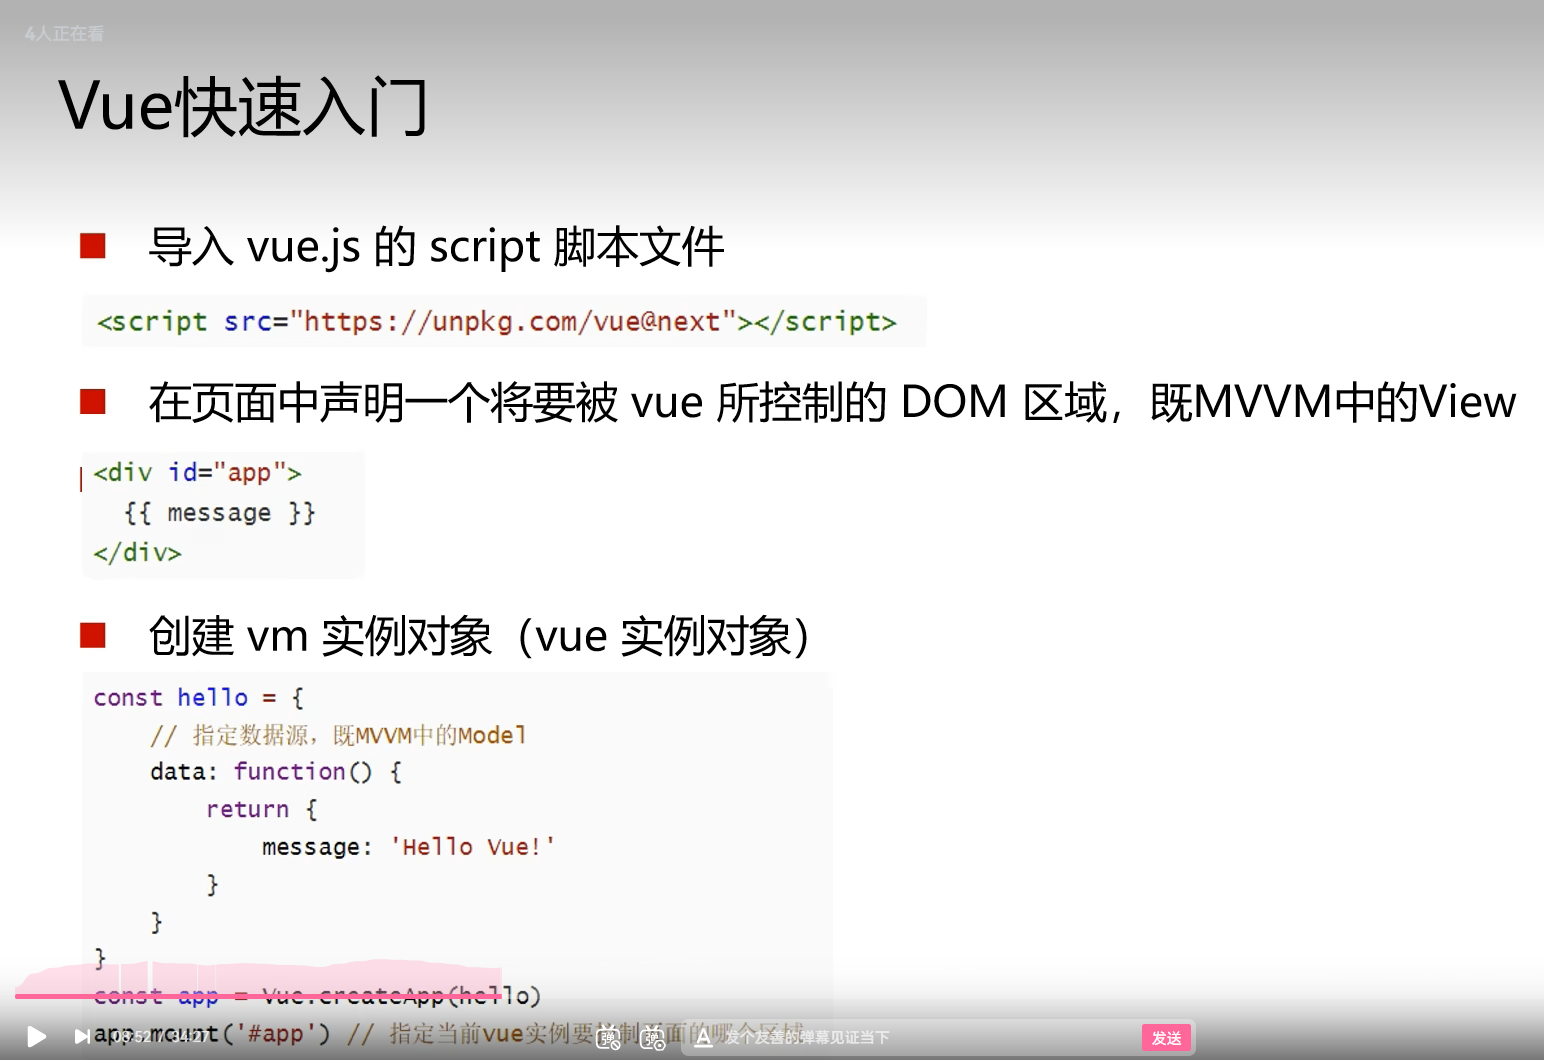 4人正在看
Vue快速入门
导入 vue.js 的 script 脚本文件
<script src="https://unpkg.com/vue@next"></script>
在页面中声明一个将要被 vue 所控制的 DOM 区域，既MVVM中的View
<div id="app">
{{ message }}
</div>
创建 vm 实例对象（vue 实例对象）
const hello = {
// 指定数据源，既MVVM中的Model
data: function() {
return {
message: 'Hello Vue!'
}
}
}
const app = Vue.createApp(hello)
app.mount('#app') // 指定当前vue实例要控制页面的哪个区域
发个友善的弹幕见证当下
发送